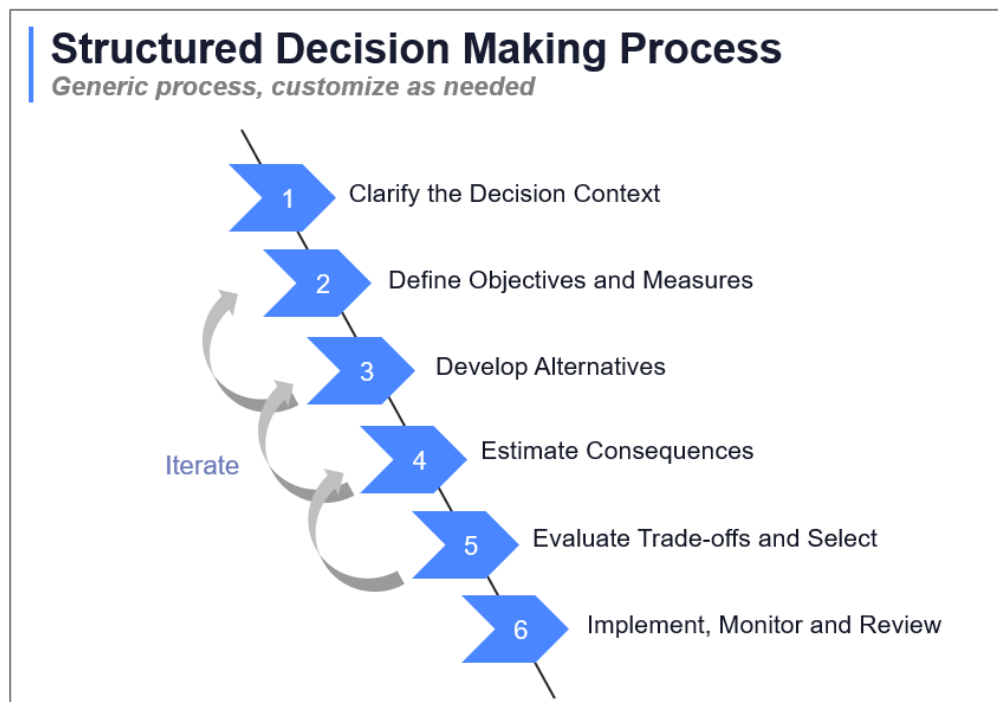 Structured Decision Making Process
Generic process, customize as needed
1 Clarify the Decision Context
2 Define Objectives and Measures
3 Develop Alternatives
4 Estimate Consequences
Iterate
5 Evaluate Trade-offs and Select
6 Implement, Monitor and Review